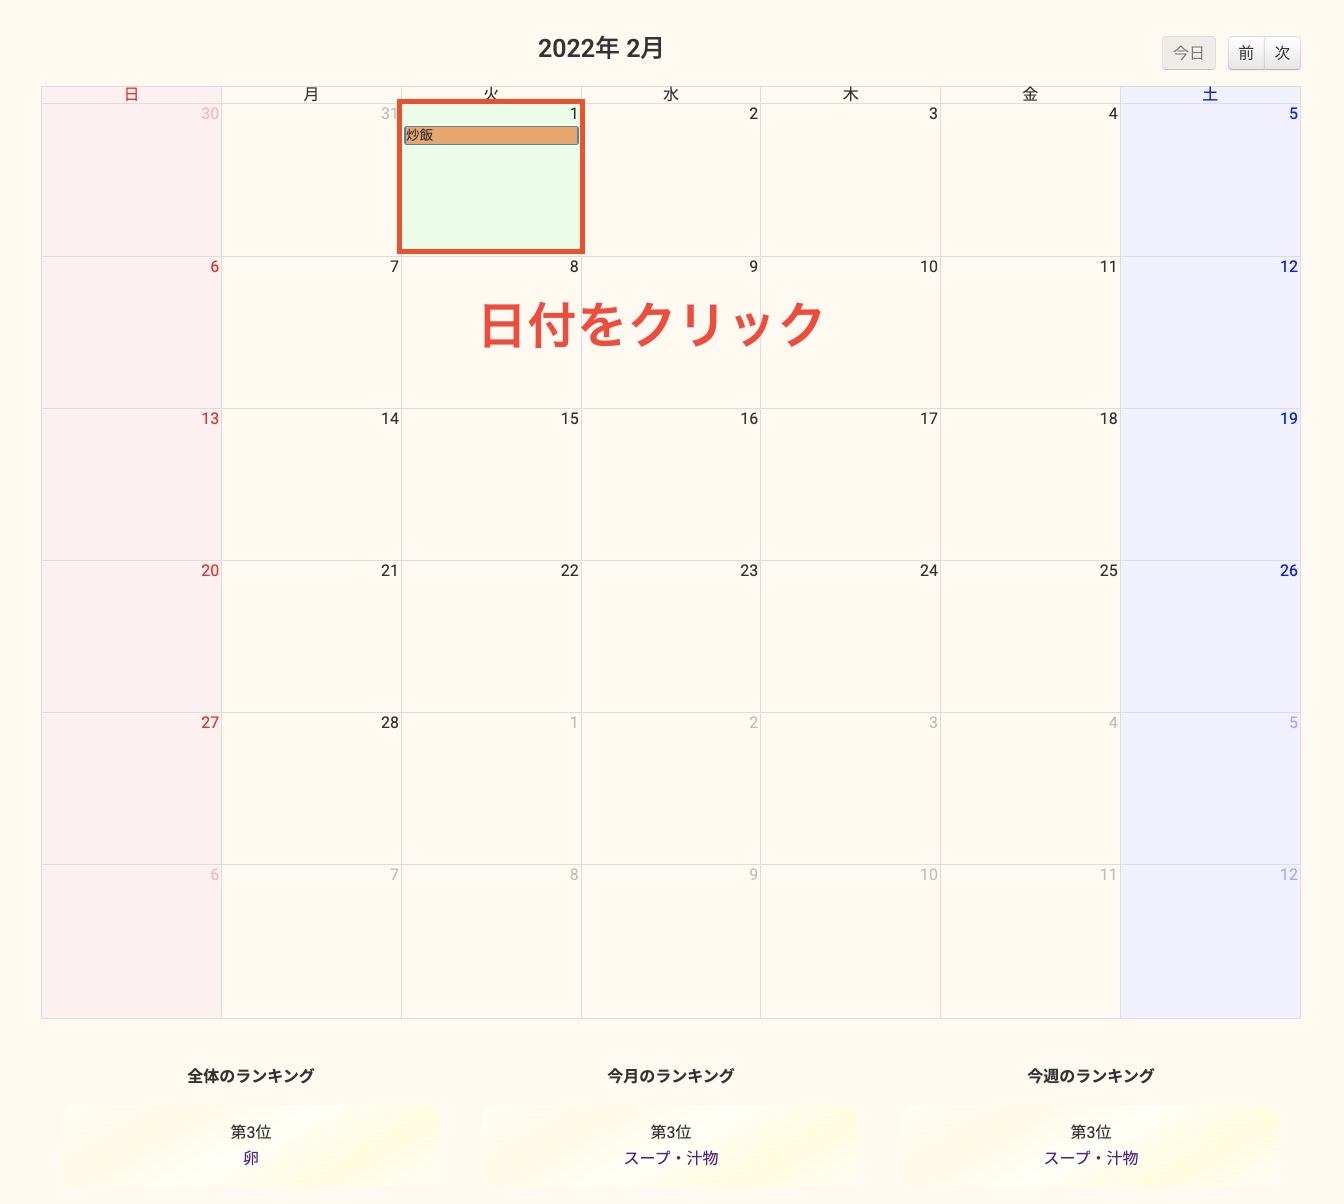 2022年 2月
今日 前 次
日 月 火 水 木 金 土
30 31 1 2 3 4 5
炒飯
6 7 8 9 10 11 12
日付をクリック
13 14 15 16 17 18 19
20 21 22 23 24 25 26
27 28 1 2 3 4 5
6 7 8 9 10 11 12
全体のランキング 今月のランキング 今週のランキング
第3位 第3位 第3位
卵 スープ・汁物 スープ・汁物